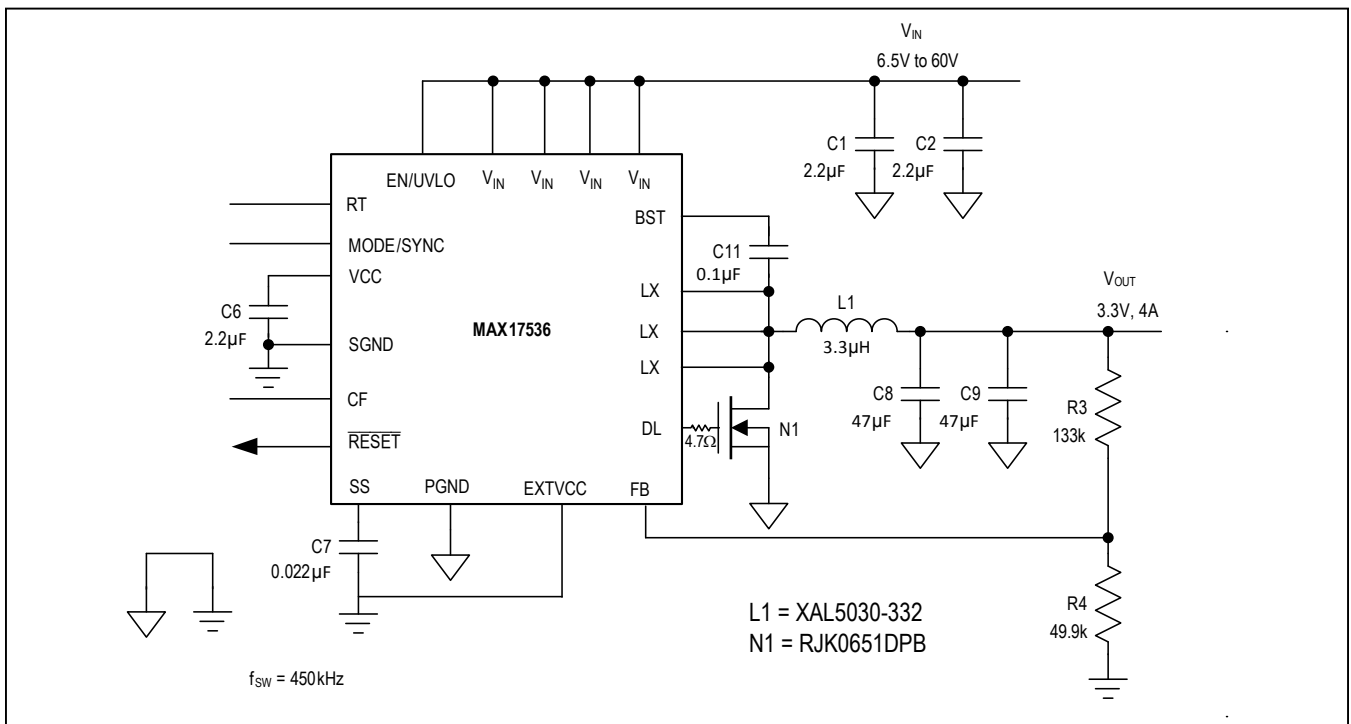 VIN
6.5V to 60V
C1
2.2µF
C2
2.2µF
EN/UVLO
VIN
VIN
VIN
VIN
RT
MODE/SYNC
VCC
C6
2.2µF
SGND
CF
RESET
MAX17536
BST
C11
0.1µF
LX
LX
LX
DL
4.7Ω
N1
L1
3.3µH
VOUT
3.3V, 4A
C8
47µF
C9
47µF
R3
133k
SS
PGND
EXTVCC
FB
C7
0.022µF
R4
49.9k
L1 = XAL5030-332
N1 = RJK0651DPB
fSW = 450kHz